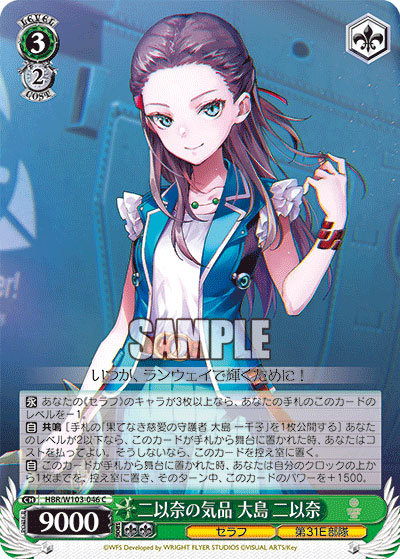 LEVEL
3
2
COST
SAMPLE
いつか、ランウェイで輝くために！
永 あなたの《セラフ》のキャラが3枚以上なら、あなたの手札のこのカードの
レベルを－1。
自 共鳴［手札の「果てなき慈愛の守護者 大島 一千子」を1枚公開する］ あなた
のレベルが2以下なら、このカードが手札から舞台に置かれた時、あなたはコ
ストを払ってよい。そうしないなら、このカードを控え室に置く。
自 このカードが手札から舞台に置かれた時、あなたは自分のクロックの上か
ら1枚を、控え室に置いてよい。そのターン中、このカードのパワーを＋1500。
CH HBR/W103-046 C
POWER
9000
二以奈の気品 大島 二以奈
セラフ
第31E部隊
©WFS Developed by WRIGHT FLYER STUDIOS ©VISUAL ARTS/Key